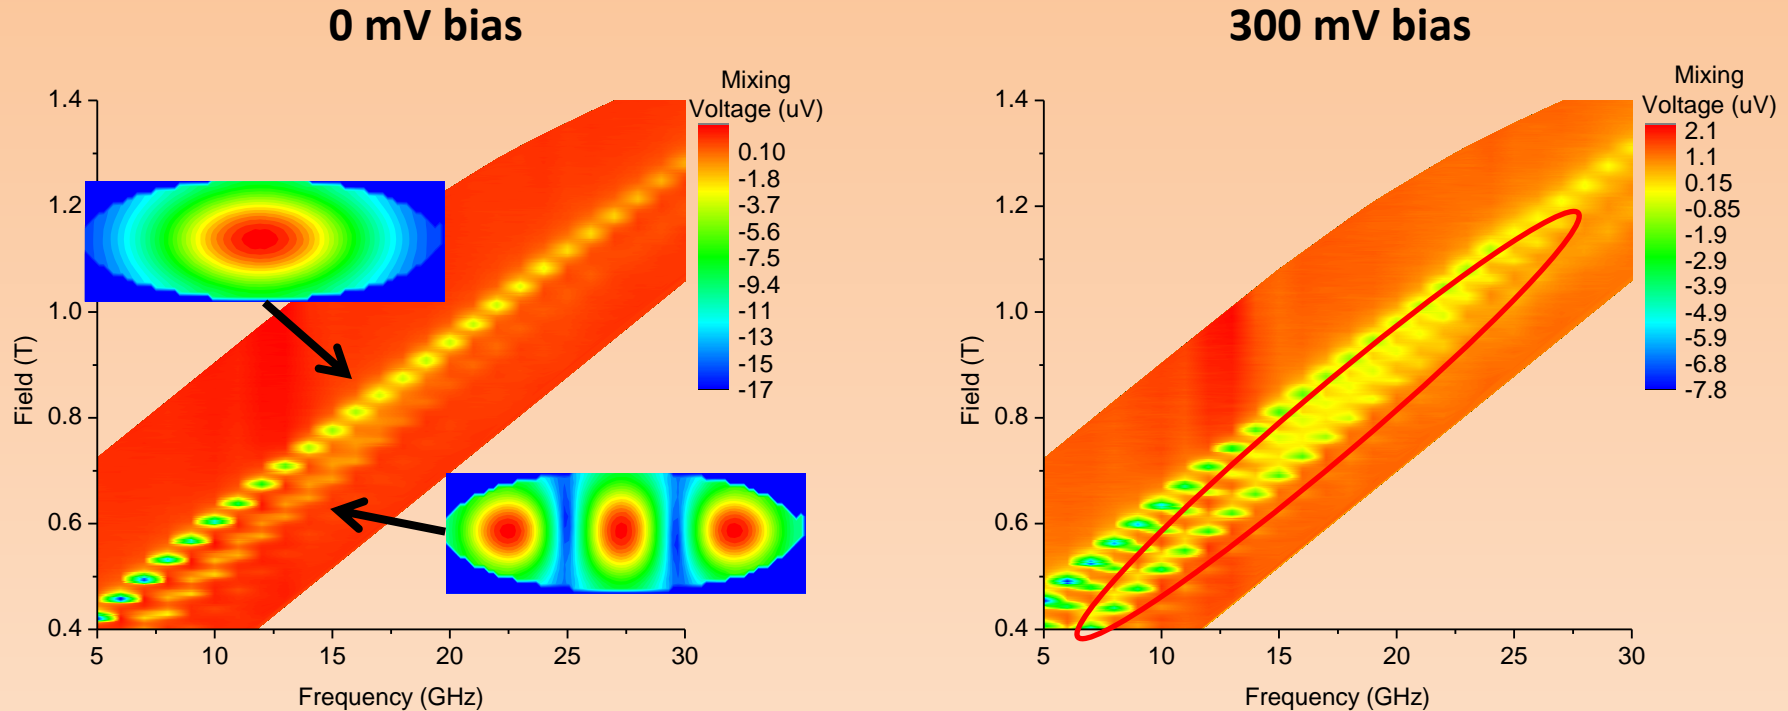 0 mV bias
Mixing
Voltage (uV)
1.4
1.2
1.0
0.8
0.6
0.4
Field (T)
0.10
-1.8
-3.7
-5.6
-7.5
-9.4
-11
-13
-15
-17
5 10 15 20 25 30
Frequency (GHz)
300 mV bias
Mixing
Voltage (uV)
1.4
1.2
1.0
0.8
0.6
0.4
Field (T)
2.1
1.1
0.15
-0.85
-1.9
-2.9
-3.9
-4.9
-5.9
-6.8
-7.8
5 10 15 20 25 30
Frequency (GHz)